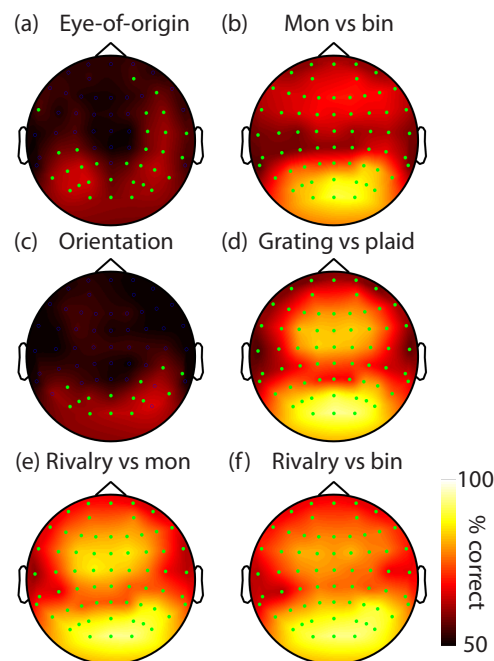 (a) Eye-of-origin
(b) Mon vs bin
(c) Orientation
(d) Grating vs plaid
(e) Rivalry vs mon
(f) Rivalry vs bin
100
% correct
50